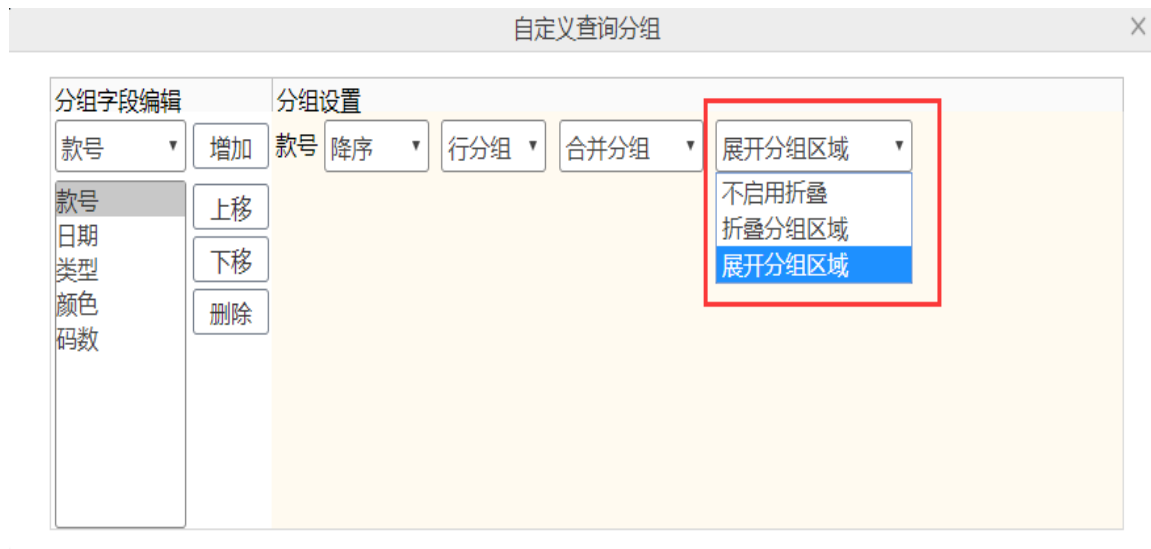 自定义查询分组 X
分组字段编辑 分组设置
款号 增加 款号 降序 行分组 合并分组 展开分组区域
款号 上移 不启用折叠
日期 折叠分组区域
类型 下移 展开分组区域
颜色 删除
码数